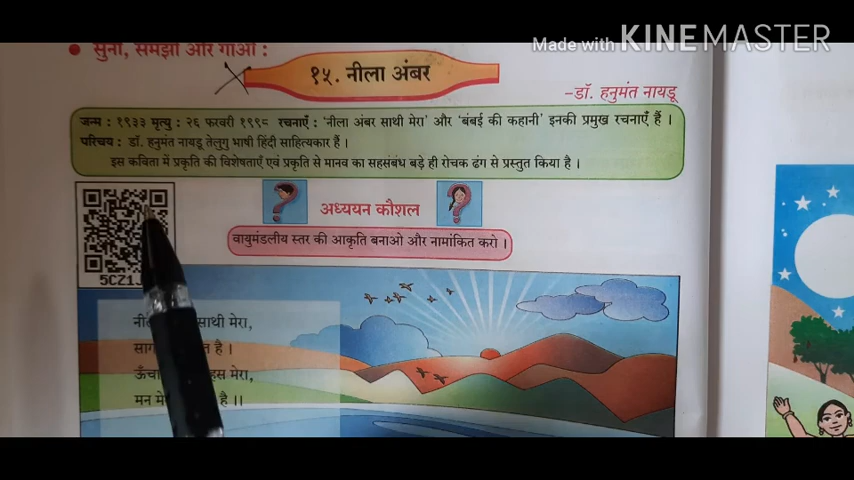 Made with KINEMASTER
सुनो, समझो और गाओ :
१५. नीला अंबर
-डॉ. हनुमंत नायडू
जन्म : १९३३ मृत्यु : २६ फरवरी १९९८ रचनाएँ : 'नीला अंबर साथी मेरा' और 'बंबई की कहानी' इनकी प्रमुख रचनाएँ हैं ।
परिचय : डॉ. हनुमंत नायडू तेलुगु भाषी हिंदी साहित्यकार हैं ।
इस कविता में प्रकृति की विशेषताएँ एवं प्रकृति से मानव का सहसंबंध बड़े ही रोचक ढंग से प्रस्तुत किया है ।
अध्ययन कौशल
वायुमंडलीय स्तर की आकृति बनाओ और नामांकित करो ।
5CZ1
साथी मेरा,
है ।
ऊँचा मेरा,
मन है ।।